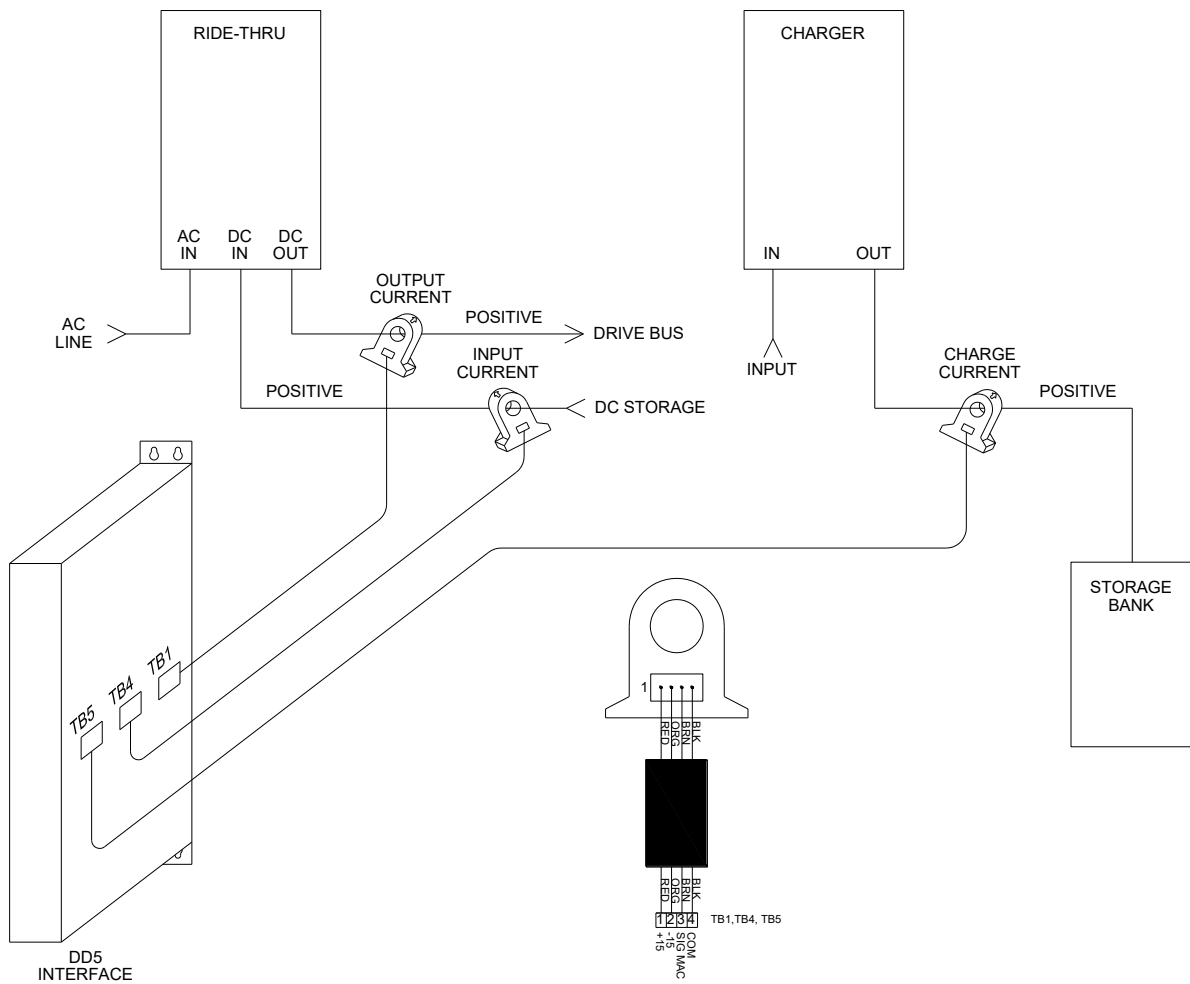 RIDE-THRU
CHARGER
AC
IN
DC
IN
DC
OUT
IN
OUT
OUTPUT
CURRENT
POSITIVE
AC
LINE
DRIVE BUS
INPUT
CURRENT
INPUT
CHARGE
CURRENT
POSITIVE
POSITIVE
DC STORAGE
STORAGE
BANK
TB1
TB4
TB5
1
RED
ORG
BRN
BLK
RED
ORG
BRN
BLK
1 2 3 4
TB1,TB4, TB5
+15
-15
SIG MAC
COM
DD5
INTERFACE